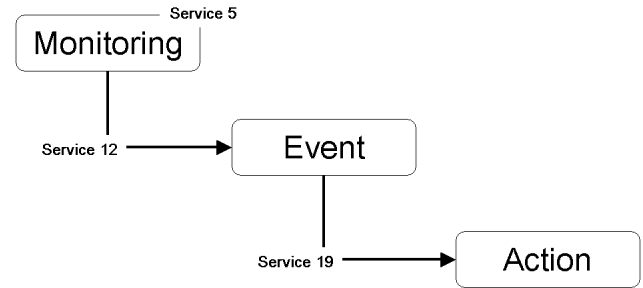 Service 5
Monitoring
Service 12
Event
Service 19
Action